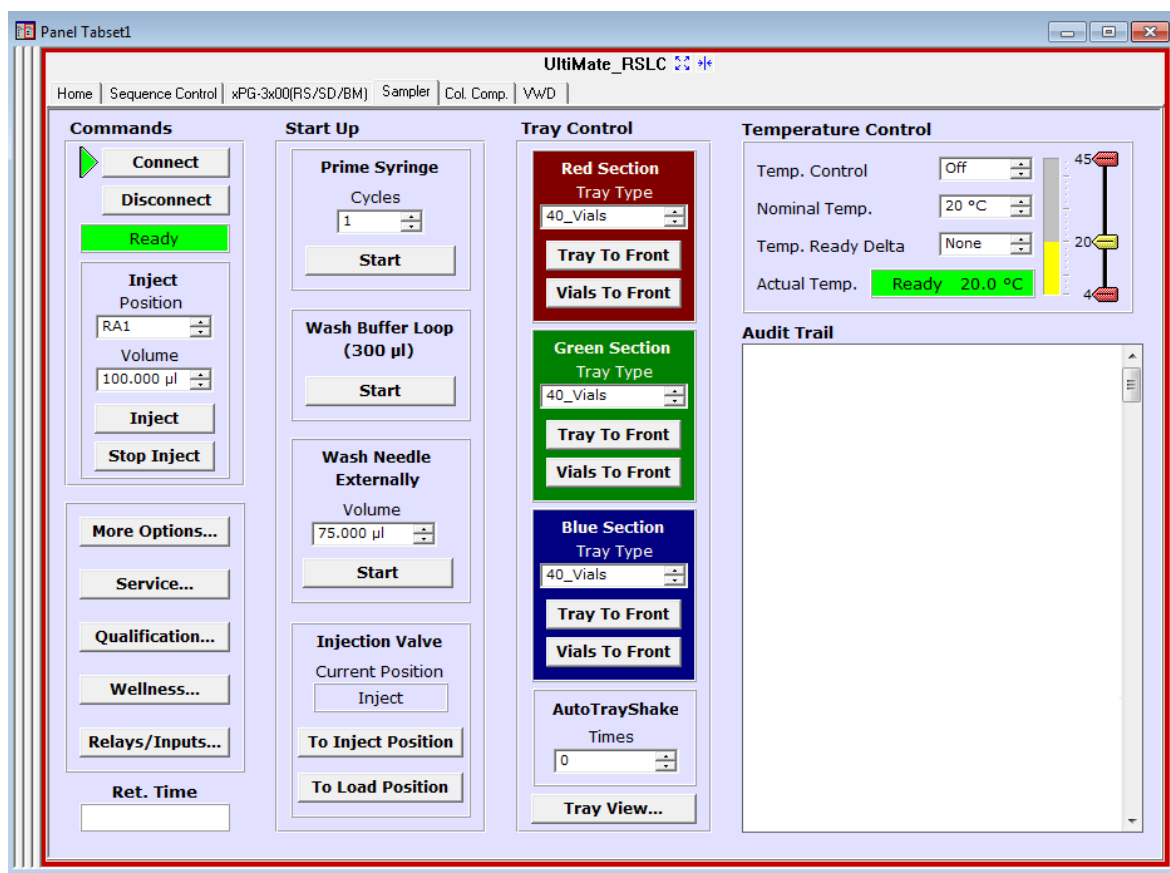 Panel Tabset1
UltiMate_RSLC
Home
Sequence Control
xPG-3x00(RS/SD/BM)
Sampler
Col. Comp.
VWD
Commands
Connect
Disconnect
Ready
Inject
Position
RA1
Volume
100.000 µl
Inject
Stop Inject
More Options...
Service...
Qualification...
Wellness...
Relays/Inputs...
Ret. Time
Start Up
Prime Syringe
Cycles
1
Start
Wash Buffer Loop
(300 µl)
Start
Wash Needle
Externally
Volume
75.000 µl
Start
Injection Valve
Current Position
Inject
To Inject Position
To Load Position
Tray Control
Red Section
Tray Type
40_Vials
Tray To Front
Vials To Front
Green Section
Tray Type
40_Vials
Tray To Front
Vials To Front
Blue Section
Tray Type
40_Vials
Tray To Front
Vials To Front
AutoTrayShake
Times
0
Tray View...
Temperature Control
Temp. Control
Off
Nominal Temp.
20 °C
Temp. Ready Delta
None
Actual Temp.
Ready 20.0 °C
45
20
4
Audit Trail